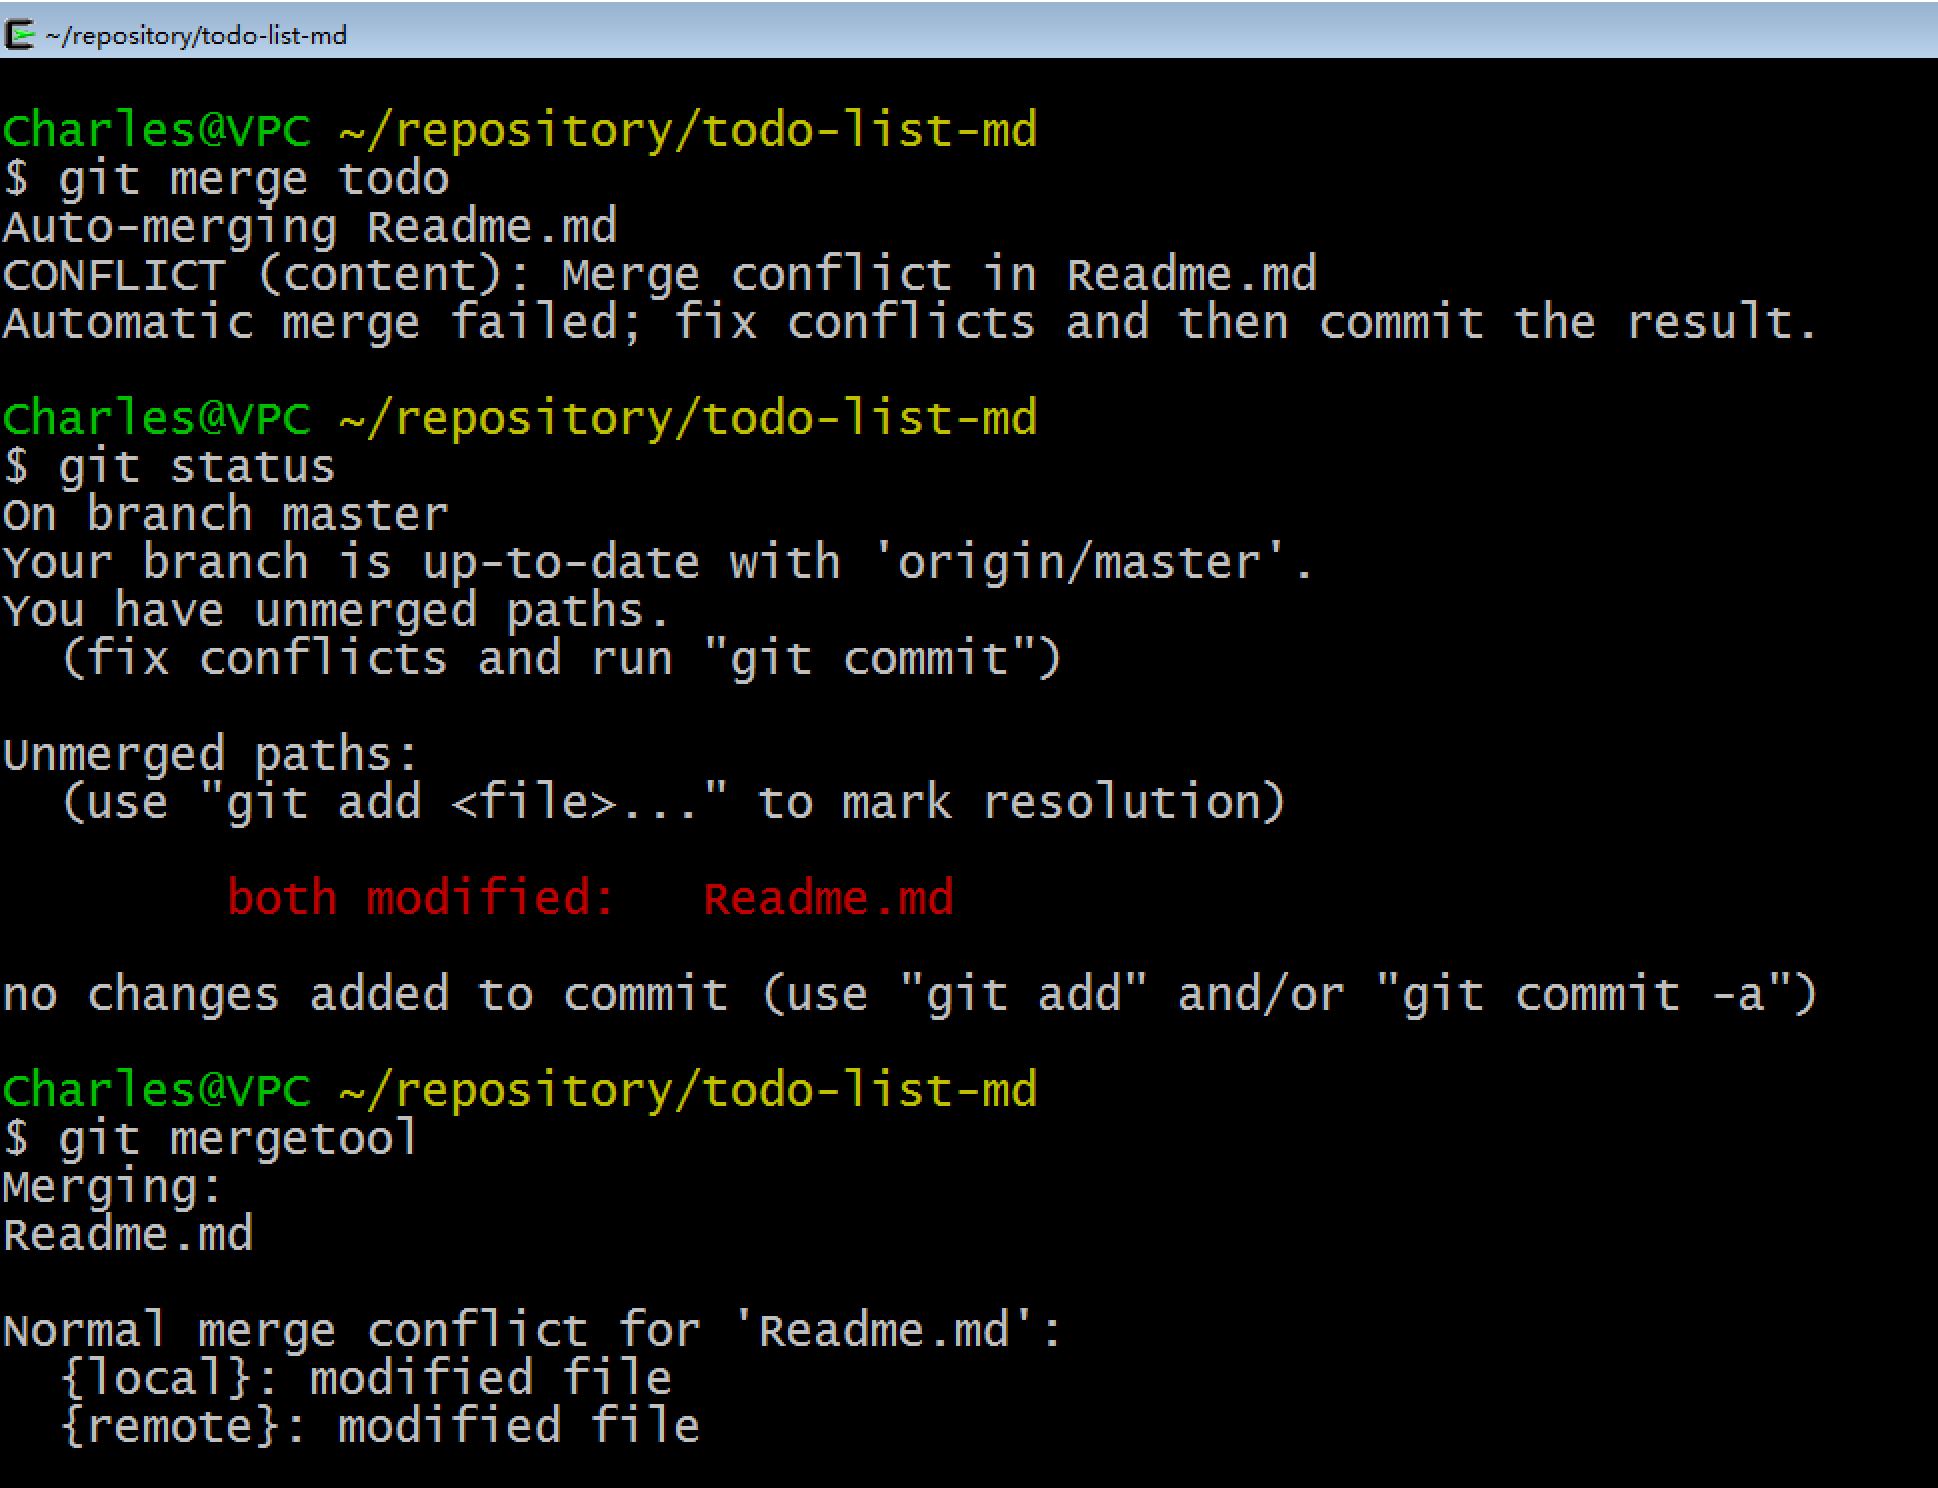 ~/repository/todo-list-md
Charles@VPC ~/repository/todo-list-md
$ git merge todo
Auto-merging Readme.md
CONFLICT (content): Merge conflict in Readme.md
Automatic merge failed; fix conflicts and then commit the result.
Charles@VPC ~/repository/todo-list-md
$ git status
On branch master
Your branch is up-to-date with 'origin/master'.
You have unmerged paths.
  (fix conflicts and run "git commit")
Unmerged paths:
  (use "git add <file>..." to mark resolution)
        both modified:   Readme.md
no changes added to commit (use "git add" and/or "git commit -a")
Charles@VPC ~/repository/todo-list-md
$ git mergetool
Merging:
Readme.md
Normal merge conflict for 'Readme.md':
  {local}: modified file
  {remote}: modified file